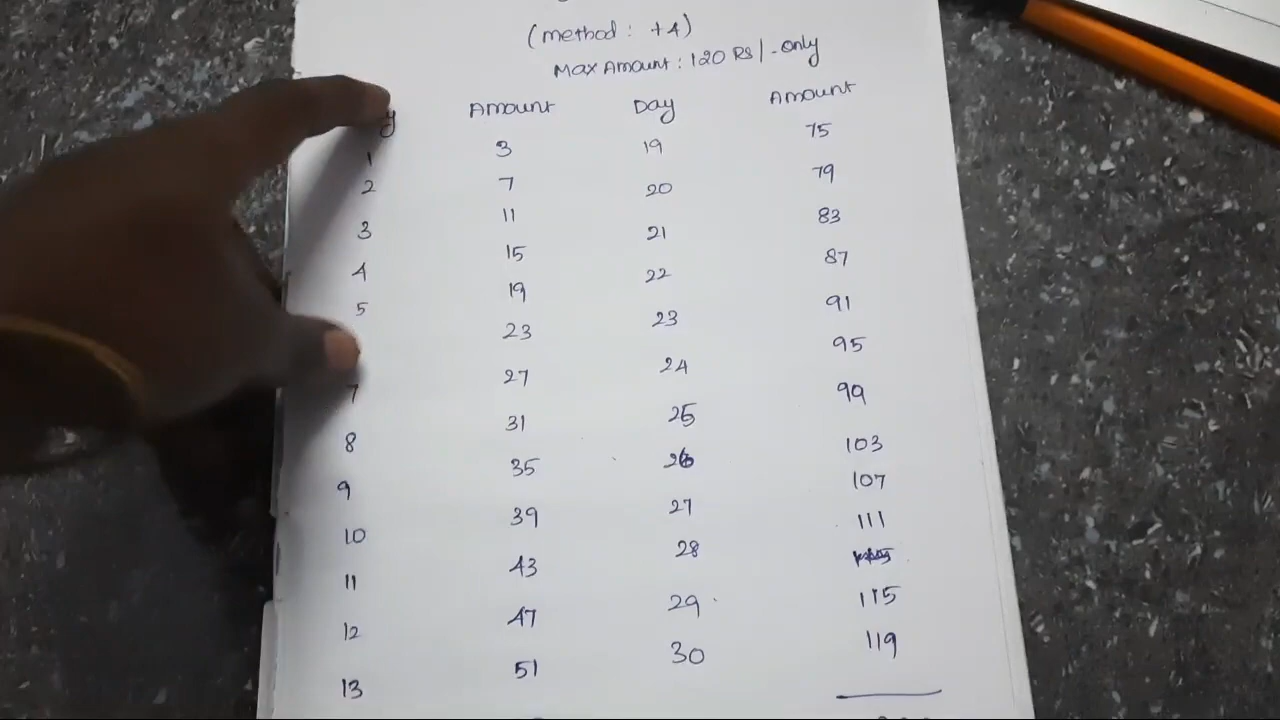 (method : +4)
Max Amount : 120 Rs/-only
Amount Day Amount
1 3 19 75
2 7 20 79
3 11 21 83
4 15 22 87
5 19 23 91
23 24 95
7 27 25 99
8 31 26 103
9 35 27 107
10 39 28 111
11 43 29 115
12 47 30 119
13 51